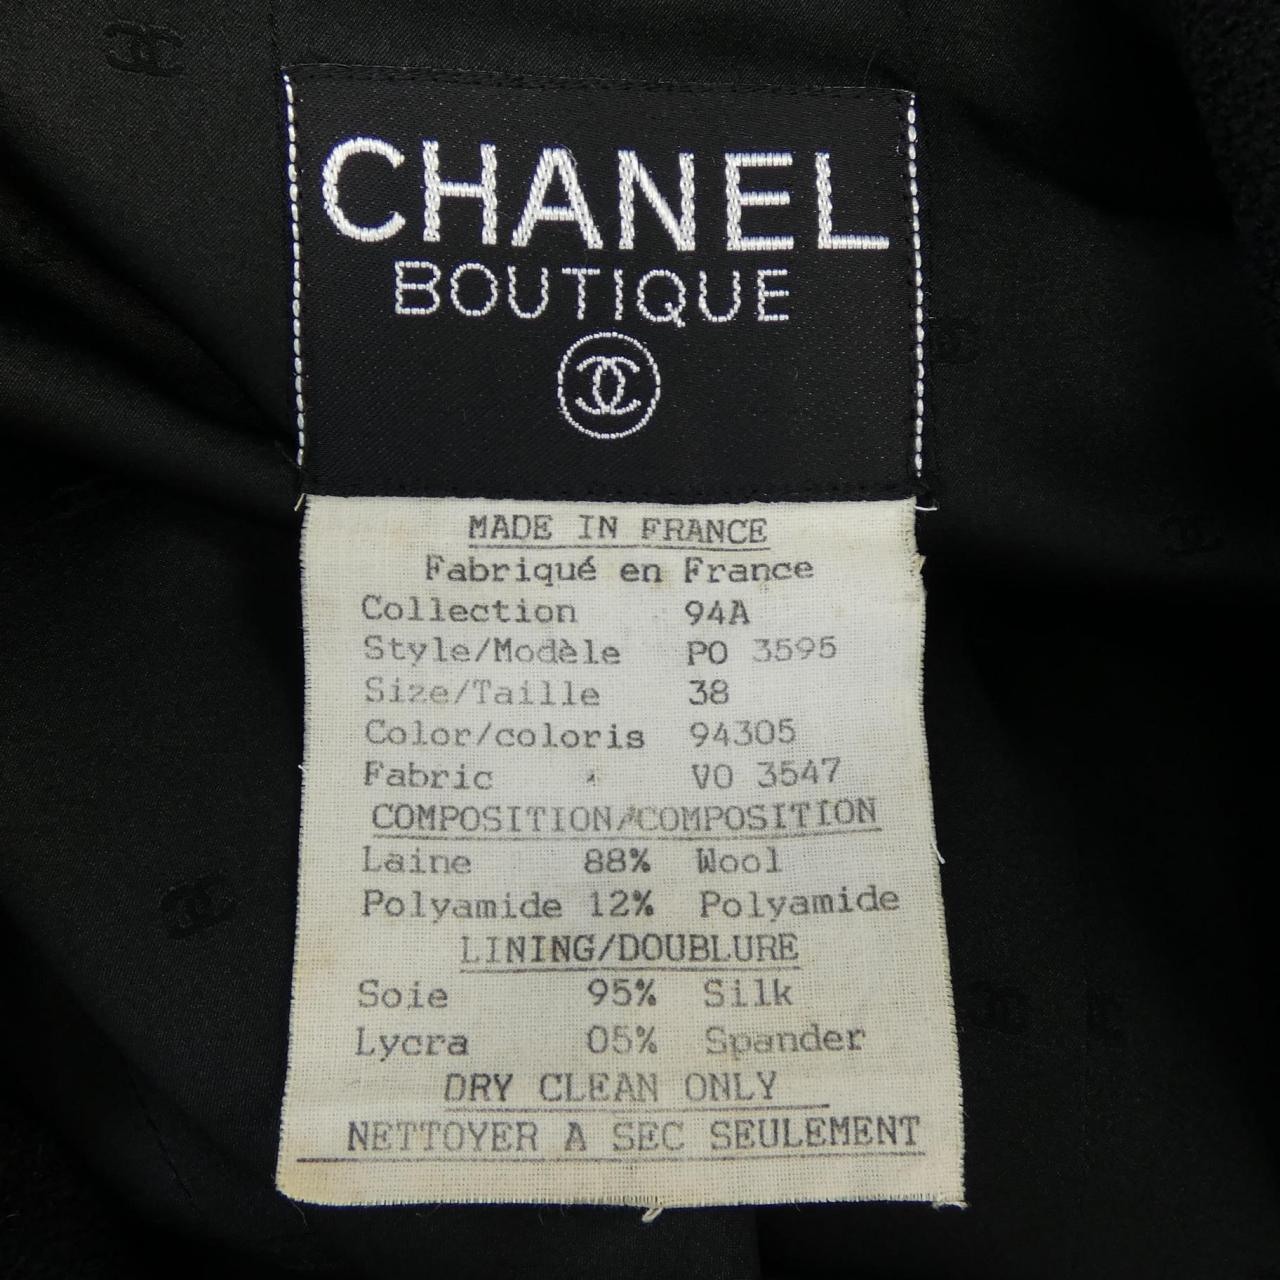 CHANEL
BOUTIQUE
MADE IN FRANCE
Fabriqué en France
Collection 94A
Style/Modèle PO 3595
Size/Taille 38
Color/coloris 94305
Fabric VO 3547
COMPOSITION/COMPOSITION
Laine 88% Wool
Polyamide 12% Polyamide
LINING/DOUBLURE
Soie 95% Silk
Lycra 05% Spander
DRY CLEAN ONLY
NETTOYER A SEC SEULEMENT